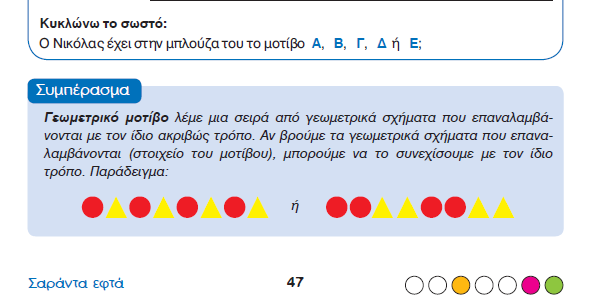 Κυκλώνω το σωστό:
Ο Νικόλας έχει στην μπλούζα του το μοτίβο Α, Β, Γ, Δ ή Ε;
Συμπέρασμα
Γεωμετρικό μοτίβο λέμε μια σειρά από γεωμετρικά σχήματα που επαναλαμβά-
νονται με τον ίδιο ακριβώς τρόπο. Αν βρούμε τα γεωμετρικά σχήματα που επανα-
λαμβάνονται (στοιχείο του μοτίβου), μπορούμε να το συνεχίσουμε με τον ίδιο
τρόπο. Παράδειγμα:
ή
Σαράντα εφτά
47